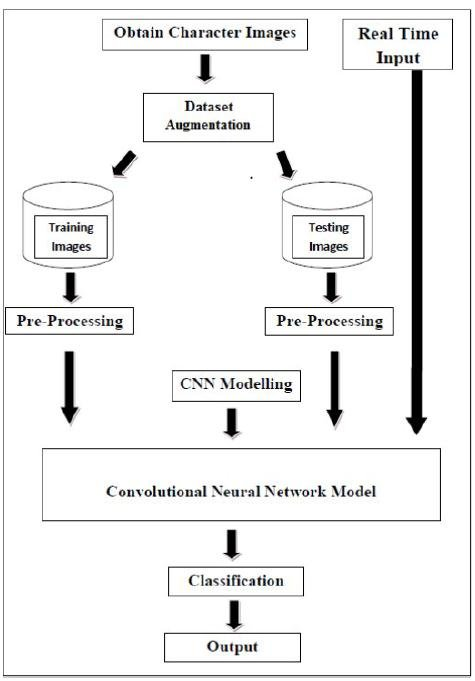 Obtain Character Images
Real Time
Input
Dataset
Augmentation
Training
Images
Testing
Images
Pre-Processing
Pre-Processing
CNN Modelling
Convolutional Neural Network Model
Classification
Output